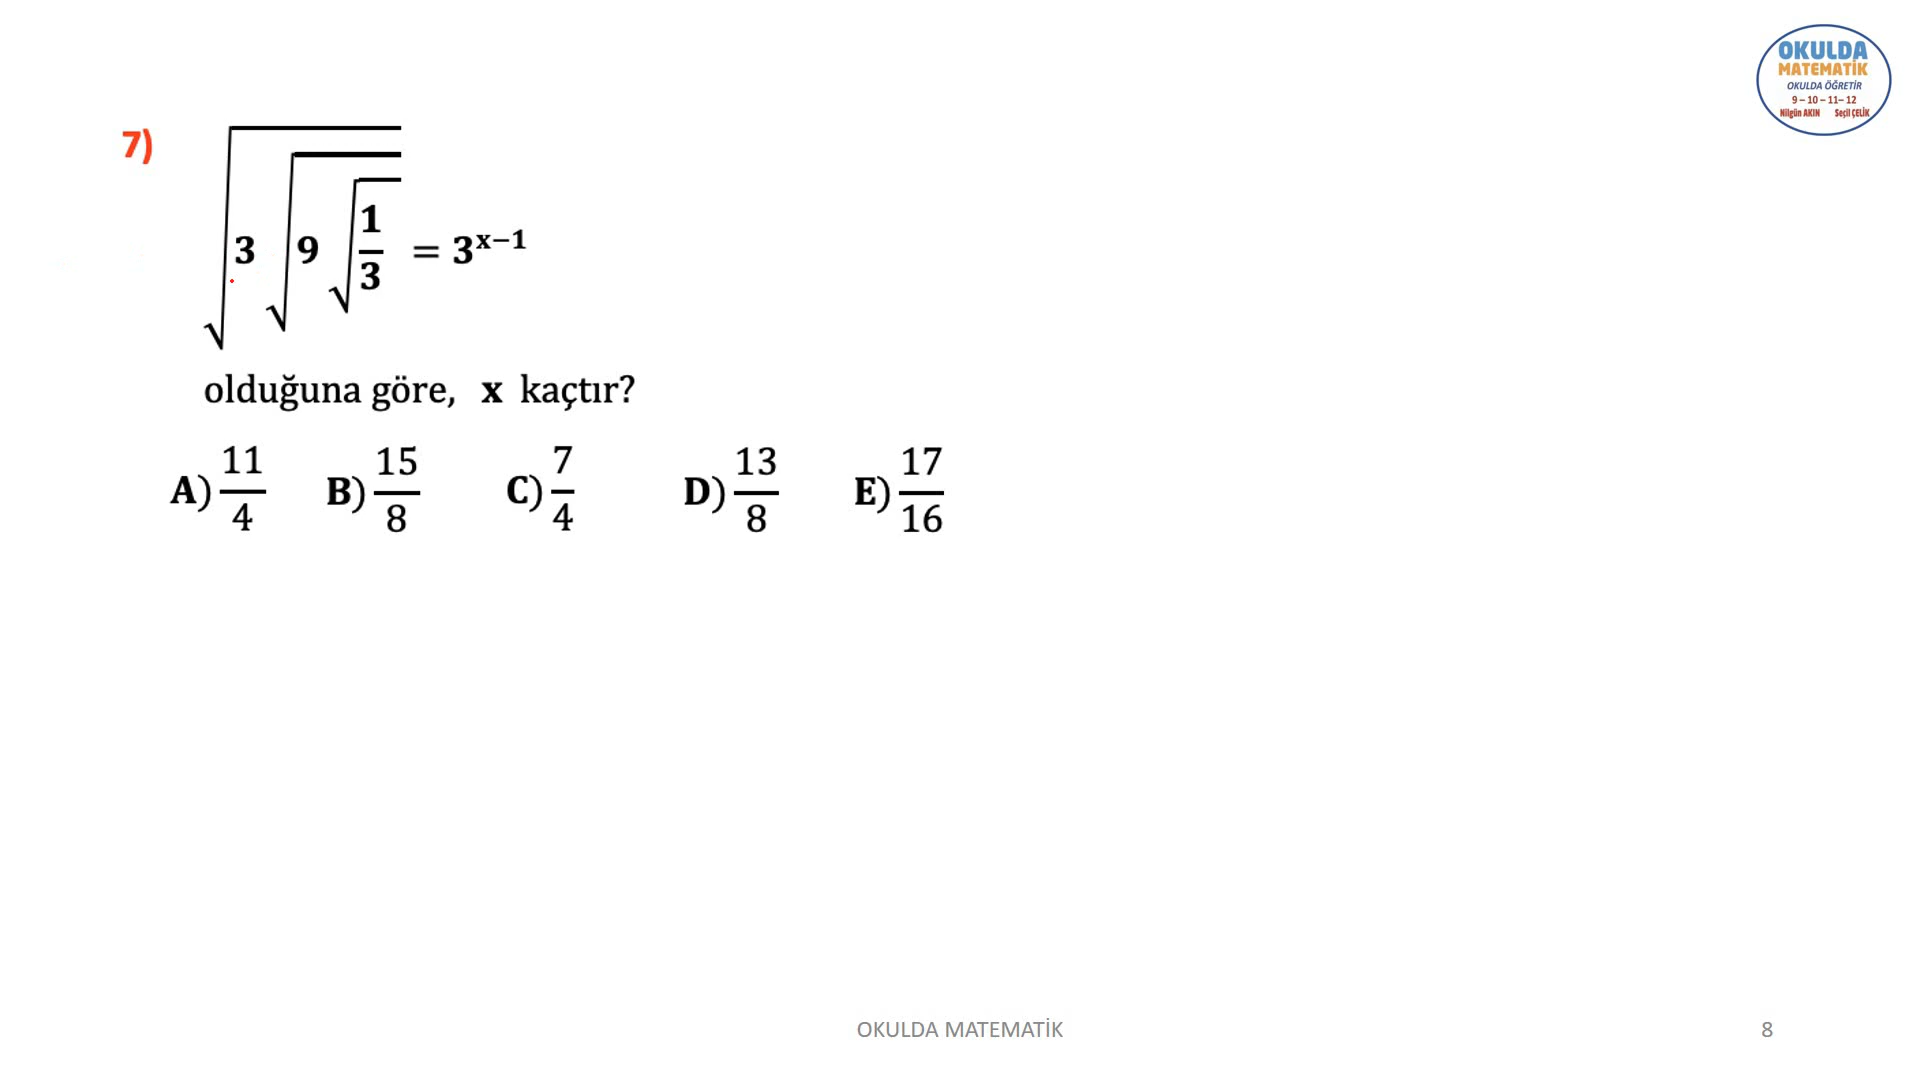 OKULDA
MATEMATİK
OKULDA ÖĞRETİR
9 – 10 – 11– 12
Nilgün AKIN Seçil ÇELİK
7) √(3√(9√(1/3))) = 3^(x−1)
olduğuna göre, x kaçtır?
A) 11/4 B) 15/8 C) 7/4 D) 13/8 E) 17/16
OKULDA MATEMATİK 8